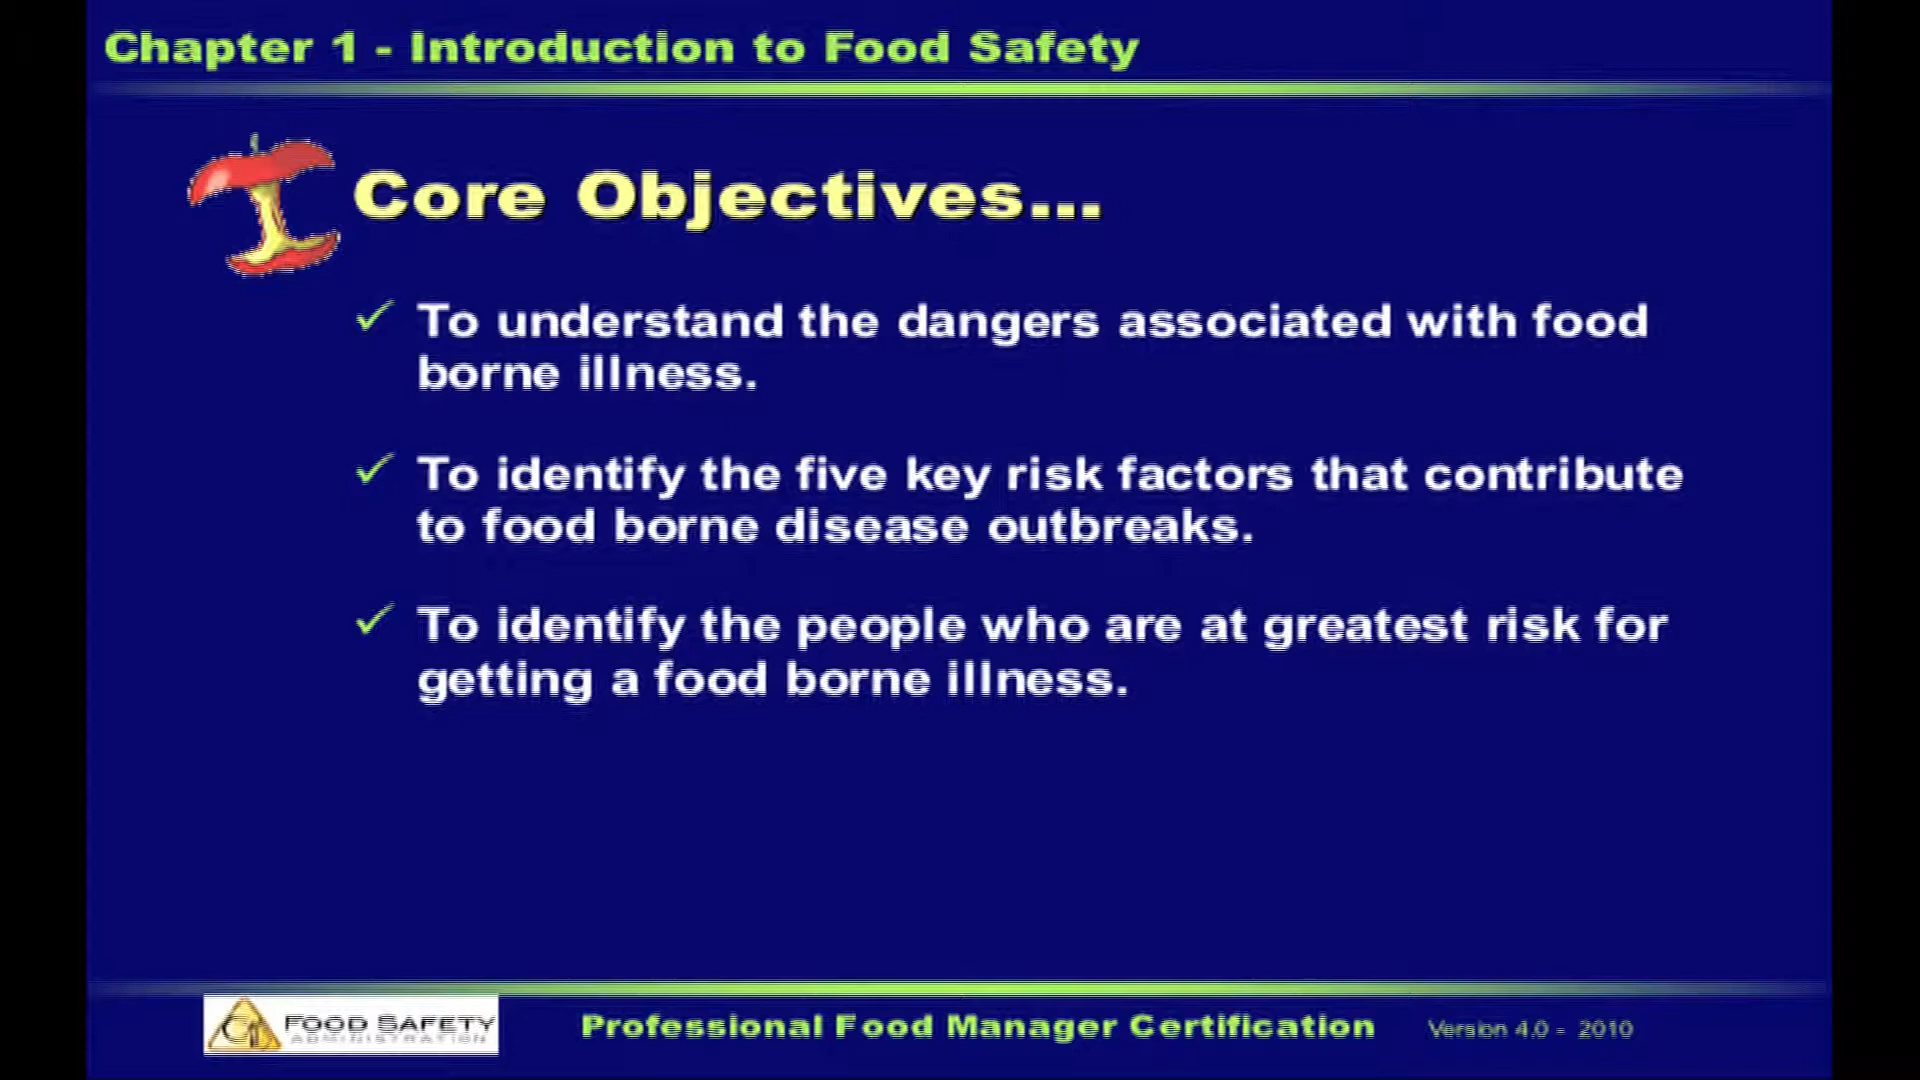 Chapter 1 - Introduction to Food Safety
Core Objectives...
To understand the dangers associated with food
borne illness.
To identify the five key risk factors that contribute
to food borne disease outbreaks.
To identify the people who are at greatest risk for
getting a food borne illness.
FOOD SAFETY
ADMINISTRATION
Professional Food Manager Certification
Version 4.0 - 2010